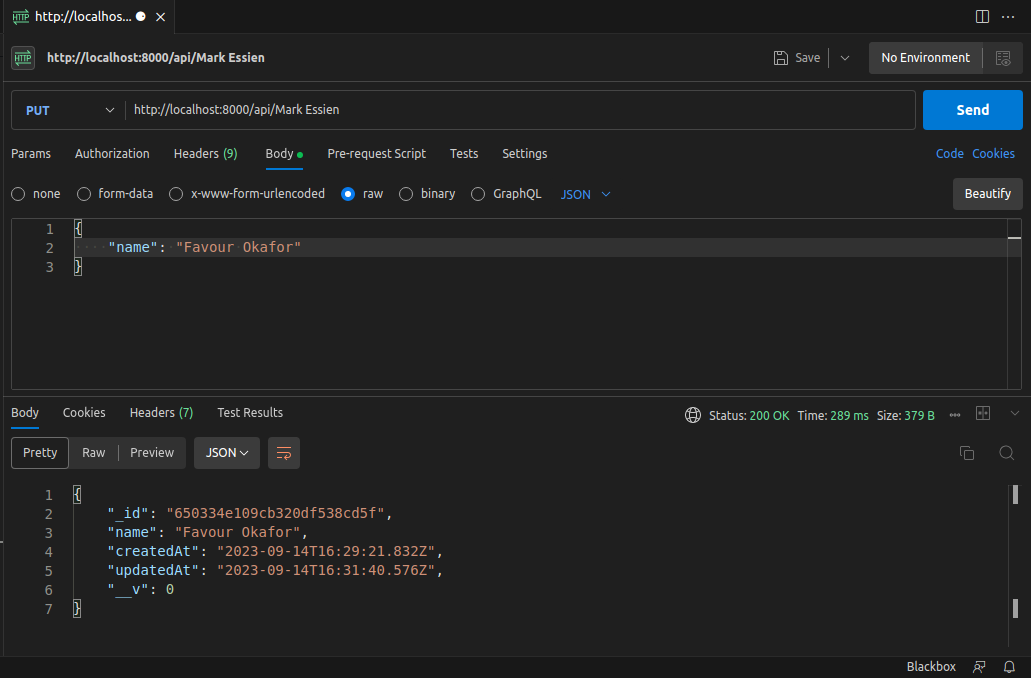 HTTP http://localhos...
HTTP http://localhost:8000/api/Mark Essien Save No Environment
PUT http://localhost:8000/api/Mark Essien Send
Params Authorization Headers (9) Body Pre-request Script Tests Settings Code Cookies
none form-data x-www-form-urlencoded raw binary GraphQL JSON Beautify
1 {
2 "name": "Favour Okafor"
3 }
Body Cookies Headers (7) Test Results Status: 200 OK Time: 289 ms Size: 379 B
Pretty Raw Preview JSON
1 {
2 "_id": "650334e109cb320df538cd5f",
3 "name": "Favour Okafor",
4 "createdAt": "2023-09-14T16:29:21.832Z",
5 "updatedAt": "2023-09-14T16:31:40.576Z",
6 "__v": 0
7 }
Blackbox